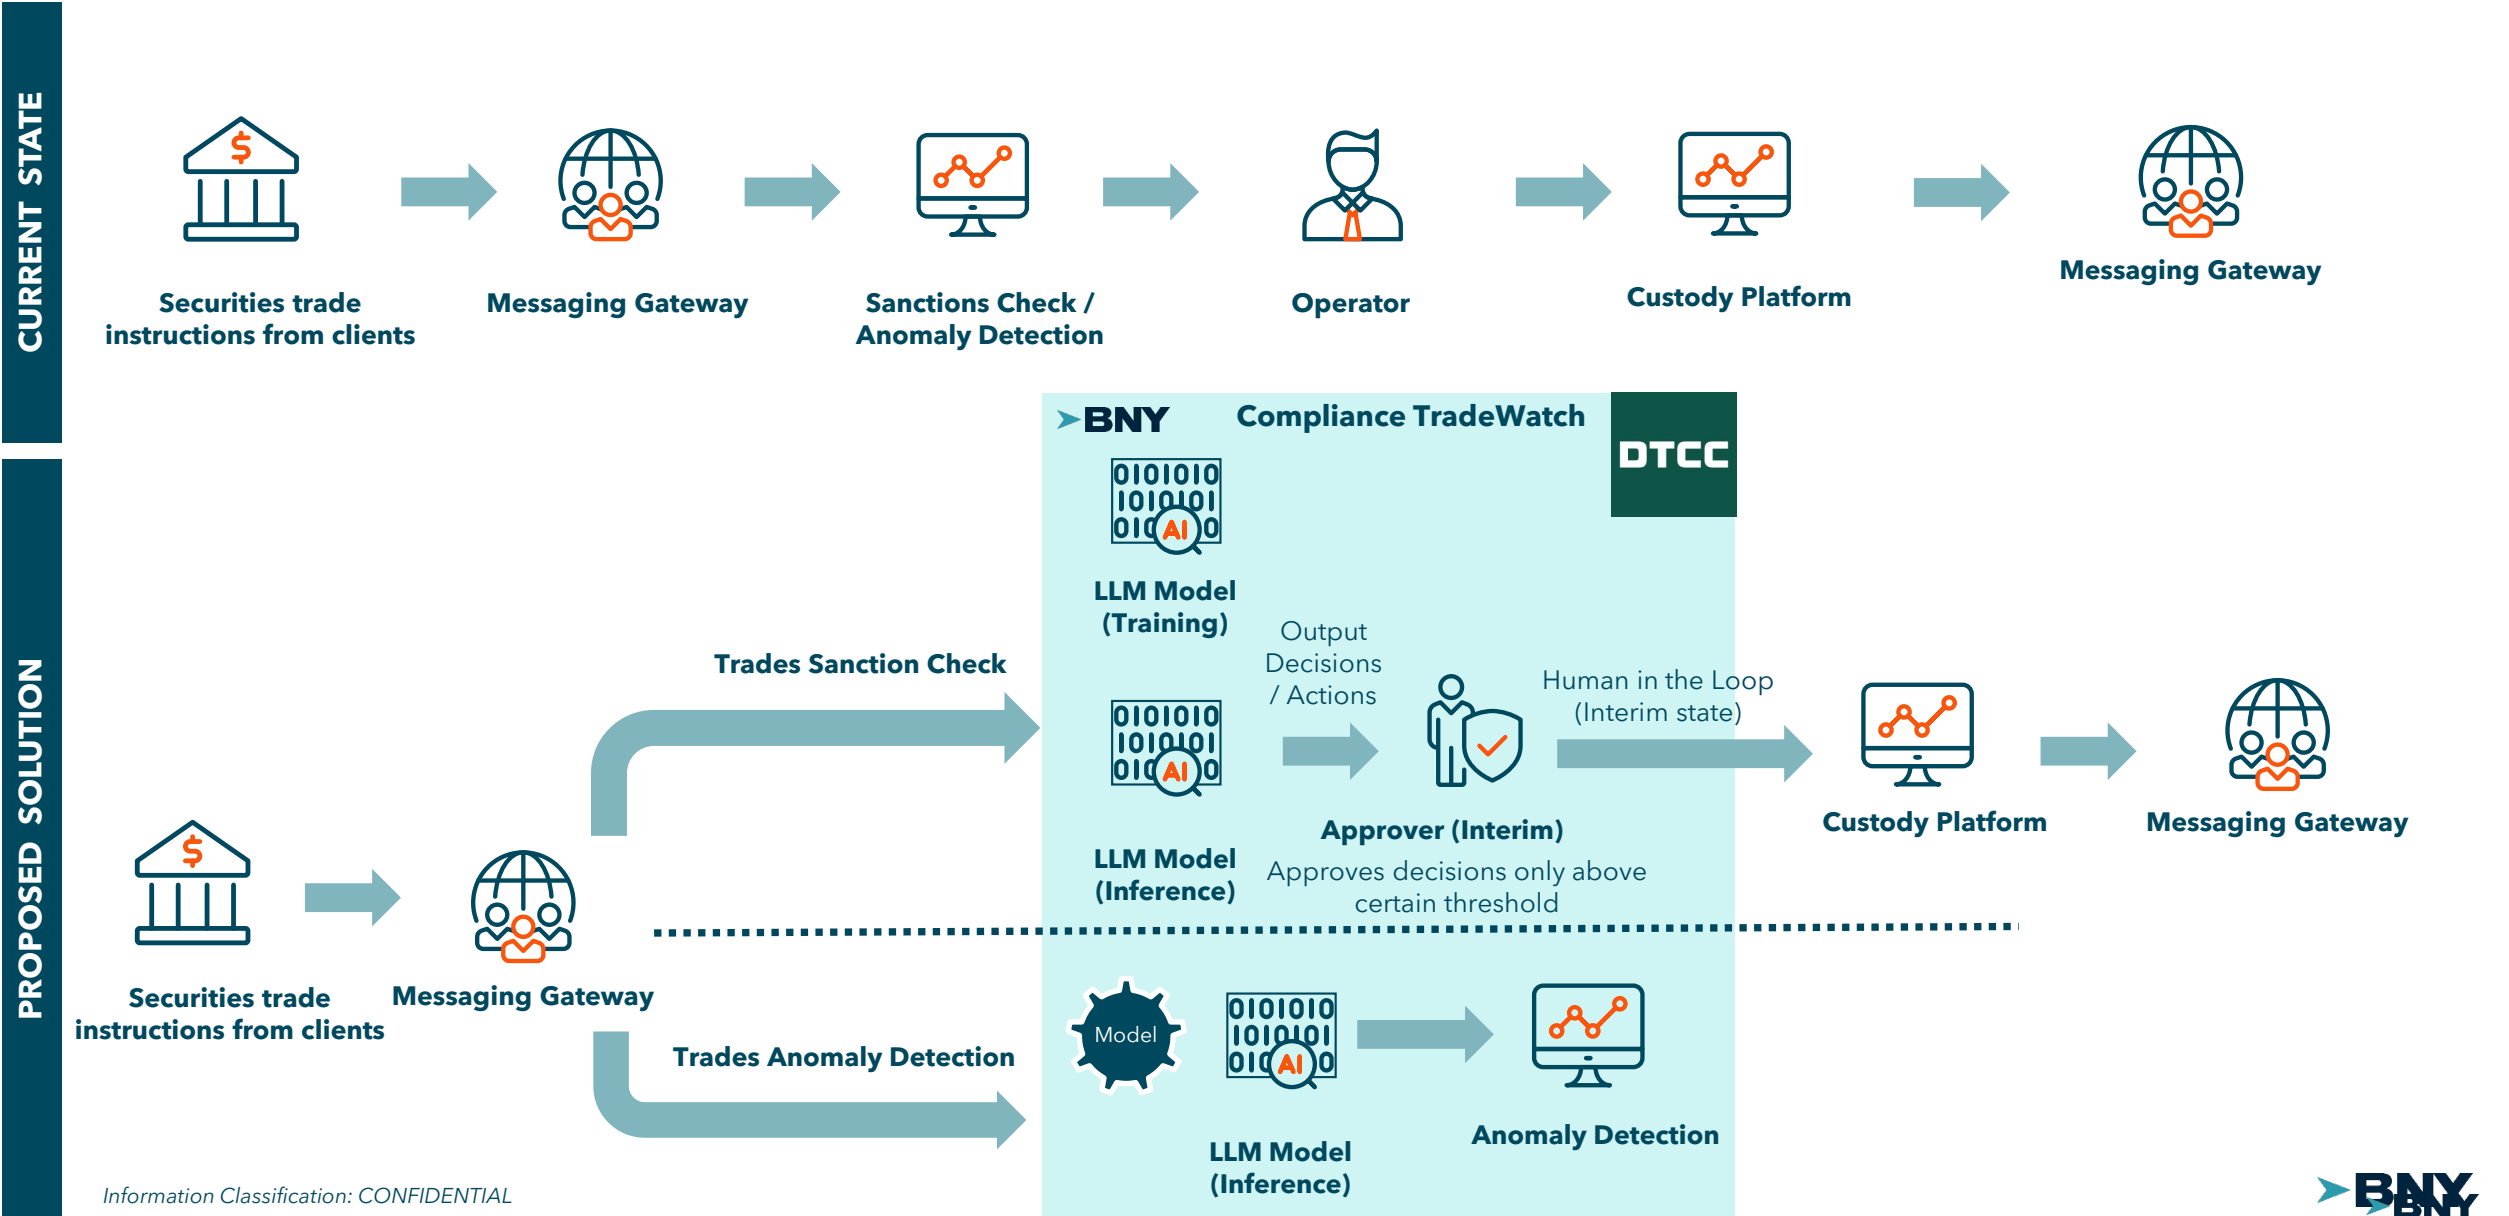 CURRENT STATE
Securities trade
instructions from clients
Messaging Gateway
Sanctions Check /
Anomaly Detection
Operator
Custody Platform
Messaging Gateway
PROPOSED SOLUTION
BNY
Compliance TradeWatch
DTCC
0101010
1010101
010
AI
0
LLM Model
(Training)
Trades Sanction Check
Output
Decisions
/ Actions
Human in the Loop
(Interim state)
0101010
1010101
010
AI
0
LLM Model
(Inference)
Approver (Interim)
Approves decisions only above
certain threshold
Custody Platform
Messaging Gateway
Securities trade
instructions from clients
Messaging Gateway
Trades Anomaly Detection
Model
0101010
1010101
010
AI
0
LLM Model
(Inference)
Anomaly Detection
Information Classification: CONFIDENTIAL
BNY
BNY